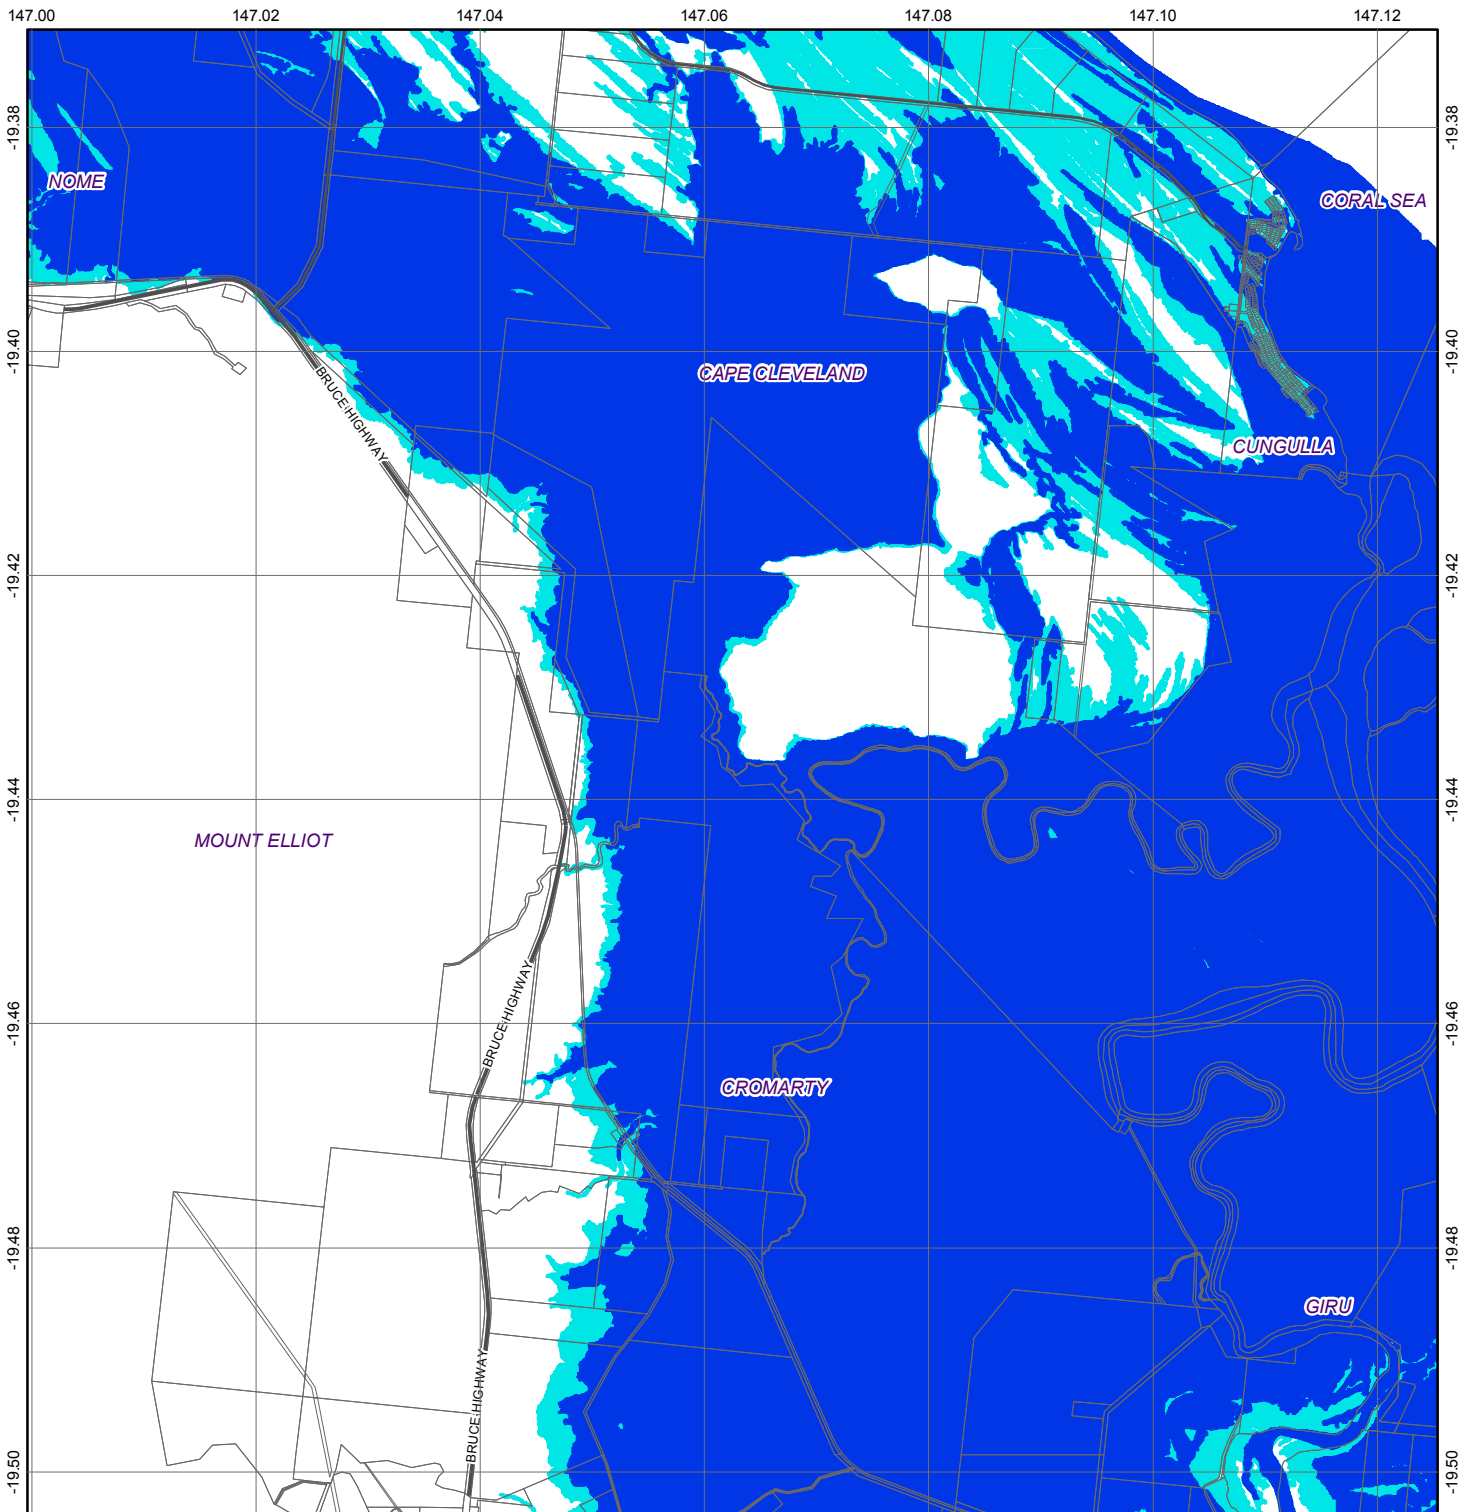 147.00 147.02 147.04 147.06 147.08 147.10 147.12
-19.38 -19.38
NOME
CORAL SEA
-19.40 -19.40
CAPE CLEVELAND
BRUCE HIGHWAY
CUNGULLA
-19.42 -19.42
-19.44 -19.44
MOUNT ELLIOT
BRUCE HIGHWAY
-19.46 -19.46
CROMARTY
-19.48 -19.48
GIRU
BRUCE HIGHWAY
-19.50 -19.50